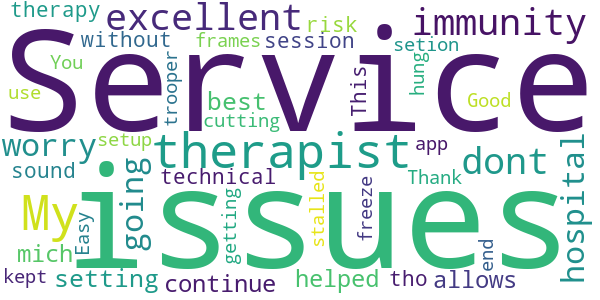 therapy
excellent
risk
immunity
without
frames
session
setion
Service
You
trooper
This
hung
use
best
Good
cutting
worry
setup
therapist
app
dont
hospital
sound
going
technical
Thank
My
issues
Easy
getting
stalled
freeze
mich
end
kept
setting
continue
helped
tho
allows